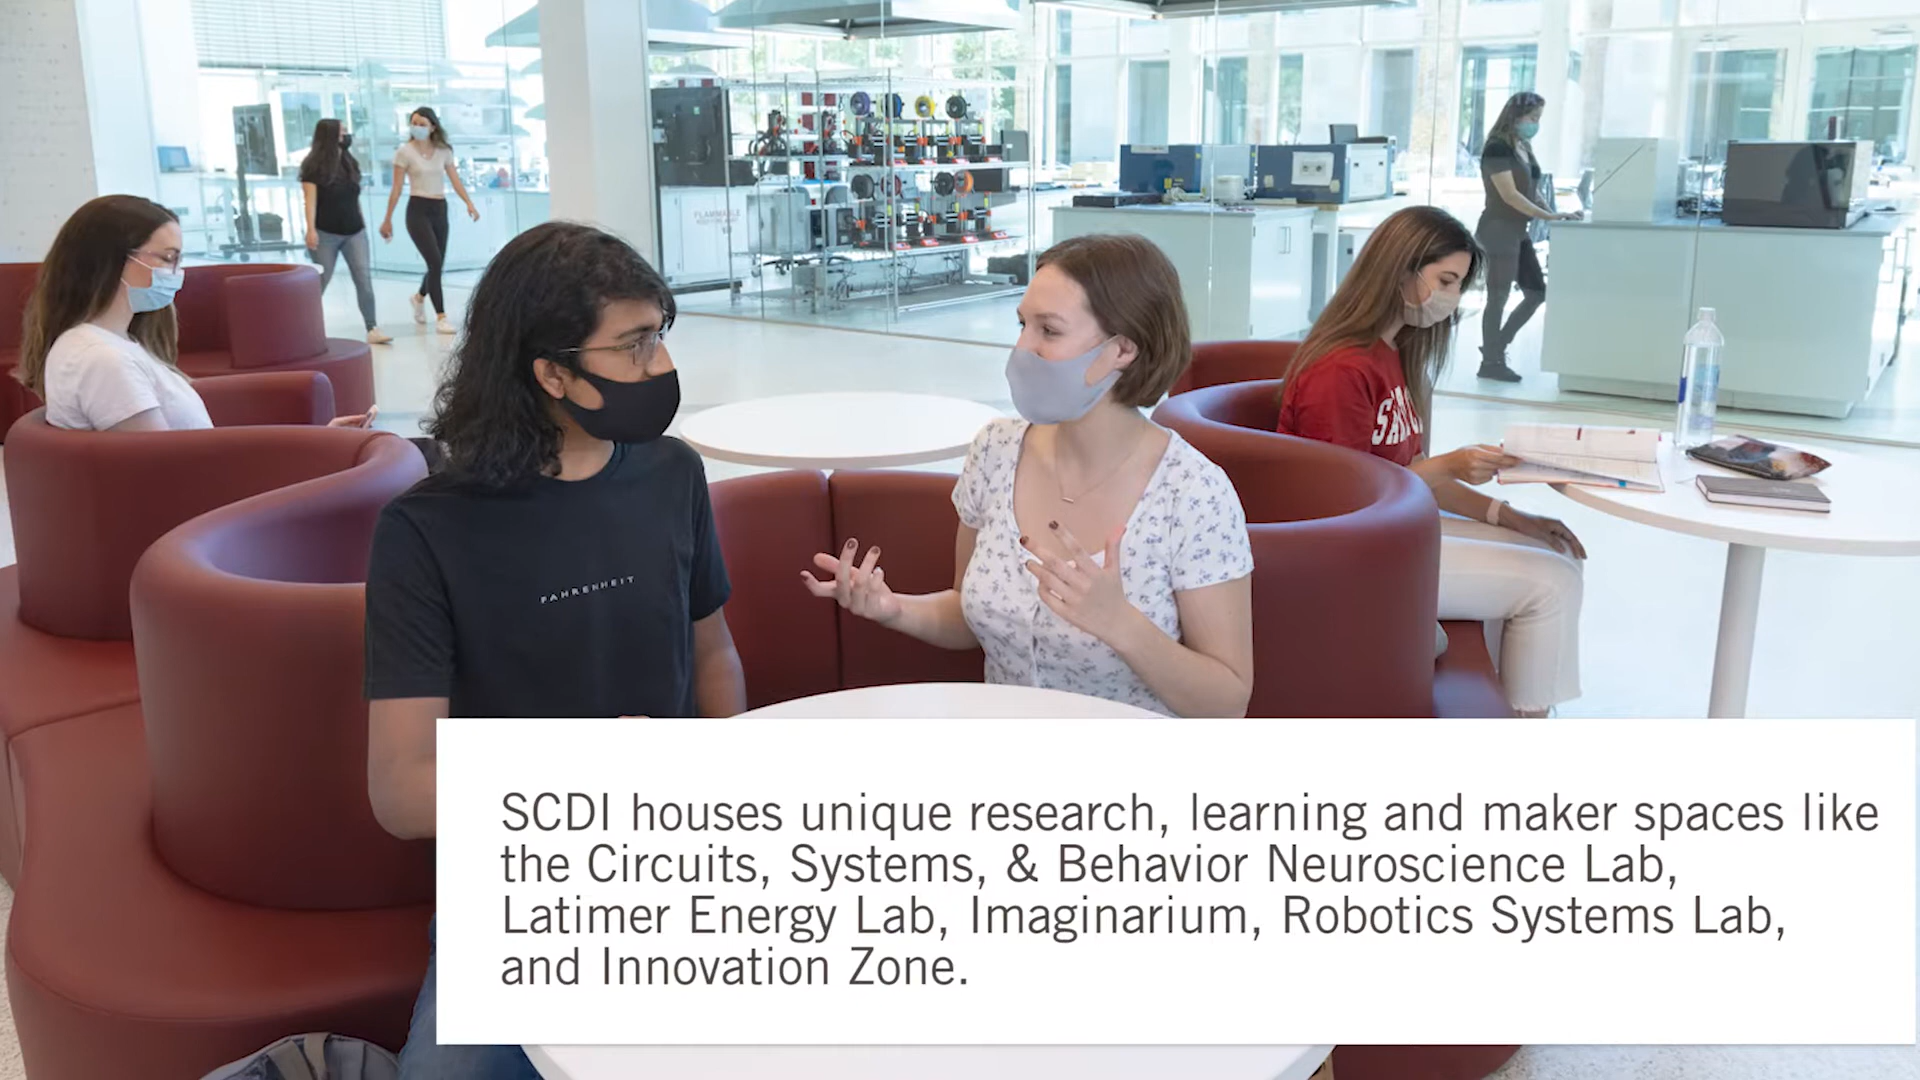 FLAMMABLE
FAHRENHEIT
SCDI houses unique research, learning and maker spaces like
the Circuits, Systems, & Behavior Neuroscience Lab,
Latimer Energy Lab, Imaginarium, Robotics Systems Lab,
and Innovation Zone.